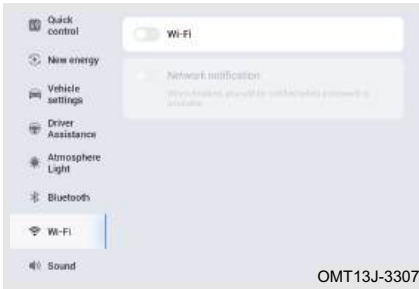 Quick
control
New energy
Vehicle
settings
Driver
Assistance
Atmosphere
Light
Bluetooth
Wi-Fi
Sound
Wi-Fi
Network notification
OMT13J-3307